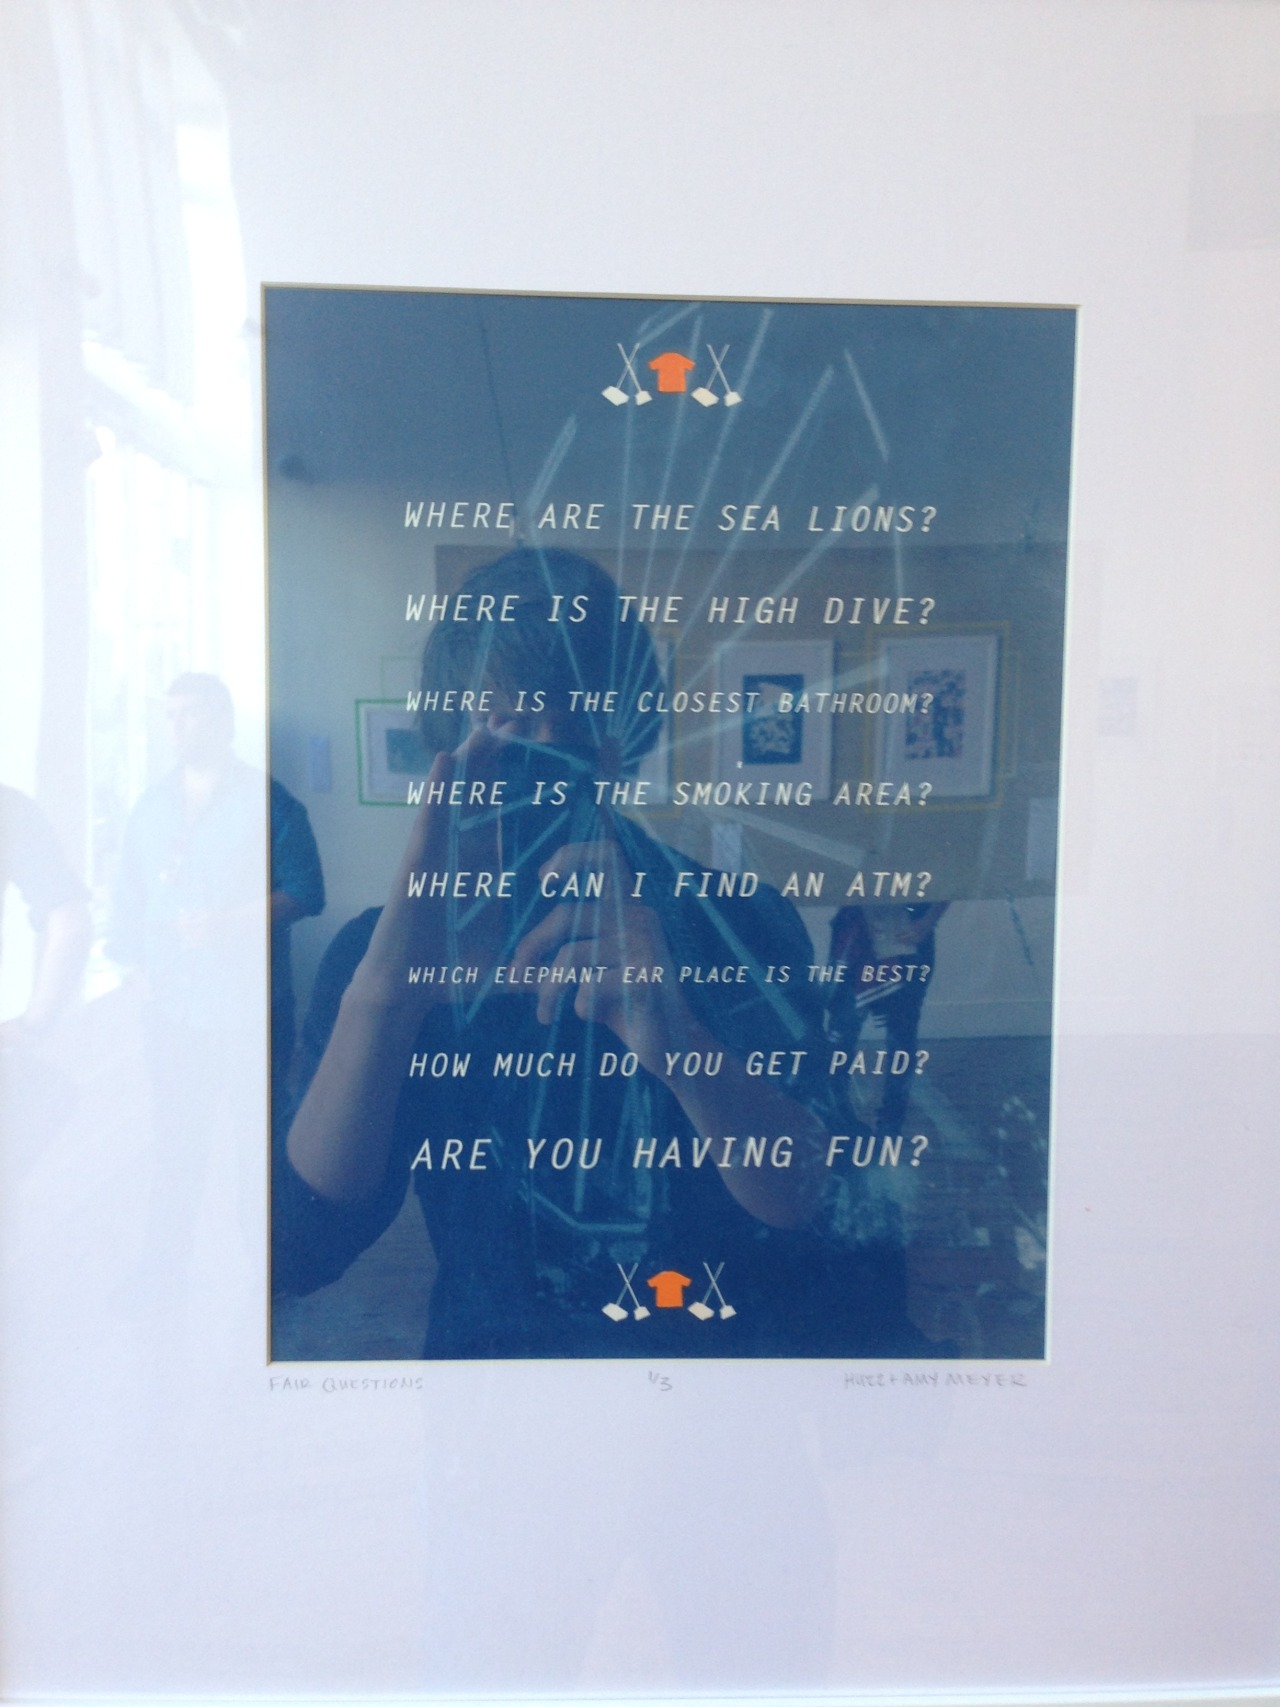 WHERE ARE THE SEA LIONS?
WHERE IS THE HIGH DIVE?
WHERE IS THE CLOSEST BATHROOM?
WHERE IS THE SMOKING AREA?
WHERE CAN I FIND AN ATM?
WHICH ELEPHANT EAR PLACE IS THE BEST?
HOW MUCH DO YOU GET PAID?
ARE YOU HAVING FUN?
FAIR QUESTIONS 1/3 + AMY MEYER